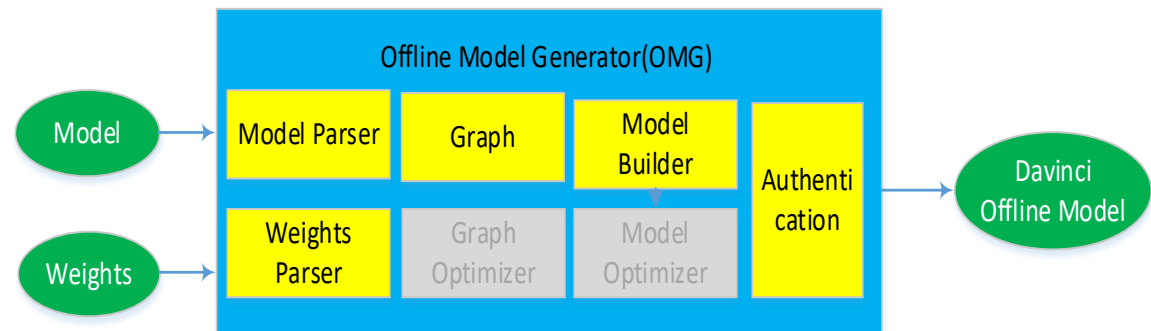 Offline Model Generator(OMG)
Model
Model Parser
Graph
Model
Builder
Authenti
cation
Davinci
Offline Model
Weights
Weights
Parser
Graph
Optimizer
Model
Optimizer